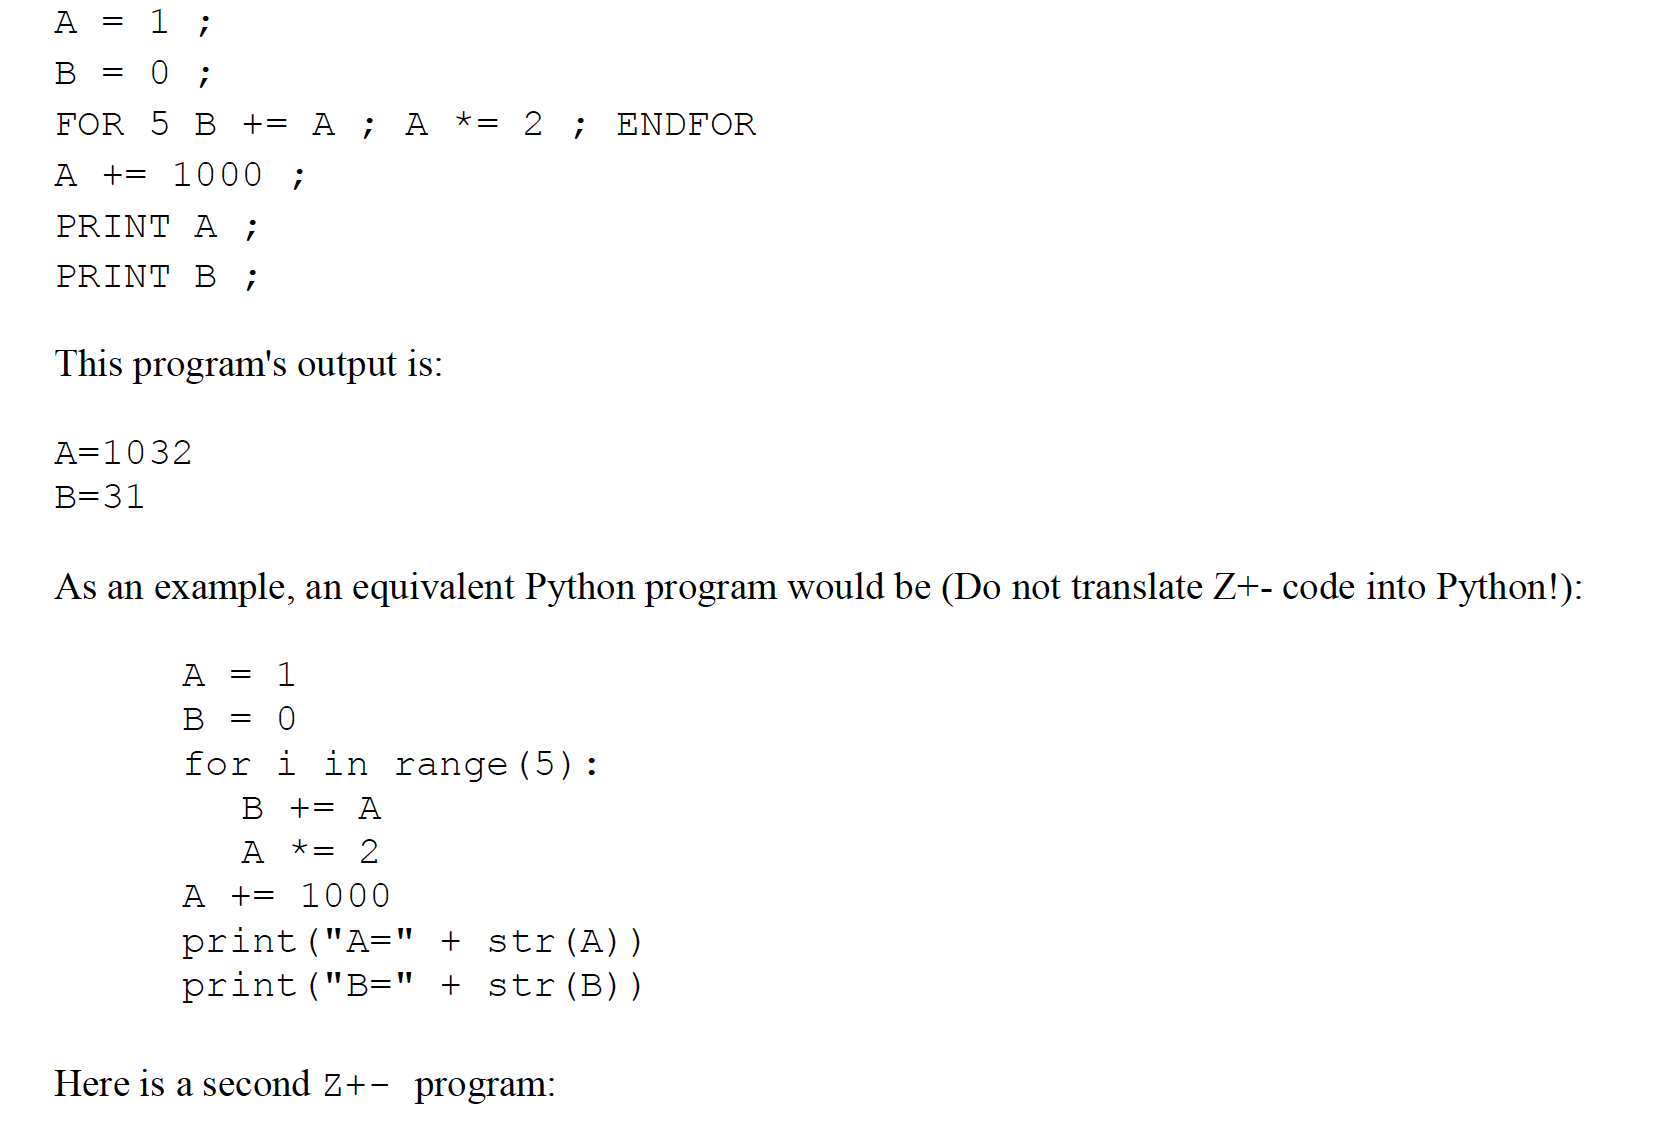 A = 1 ;
B = 0 ;
FOR 5 B += A ; A *= 2 ; ENDFOR
A += 1000 ;
PRINT A ;
PRINT B ;
This program's output is:
A=1032
B=31
As an example, an equivalent Python program would be (Do not translate Z+- code into Python!):
A = 1
B = 0
for i in range(5):
B += A
A *= 2
A += 1000
print("A=" + str(A))
print("B=" + str(B))
Here is a second Z+- program: